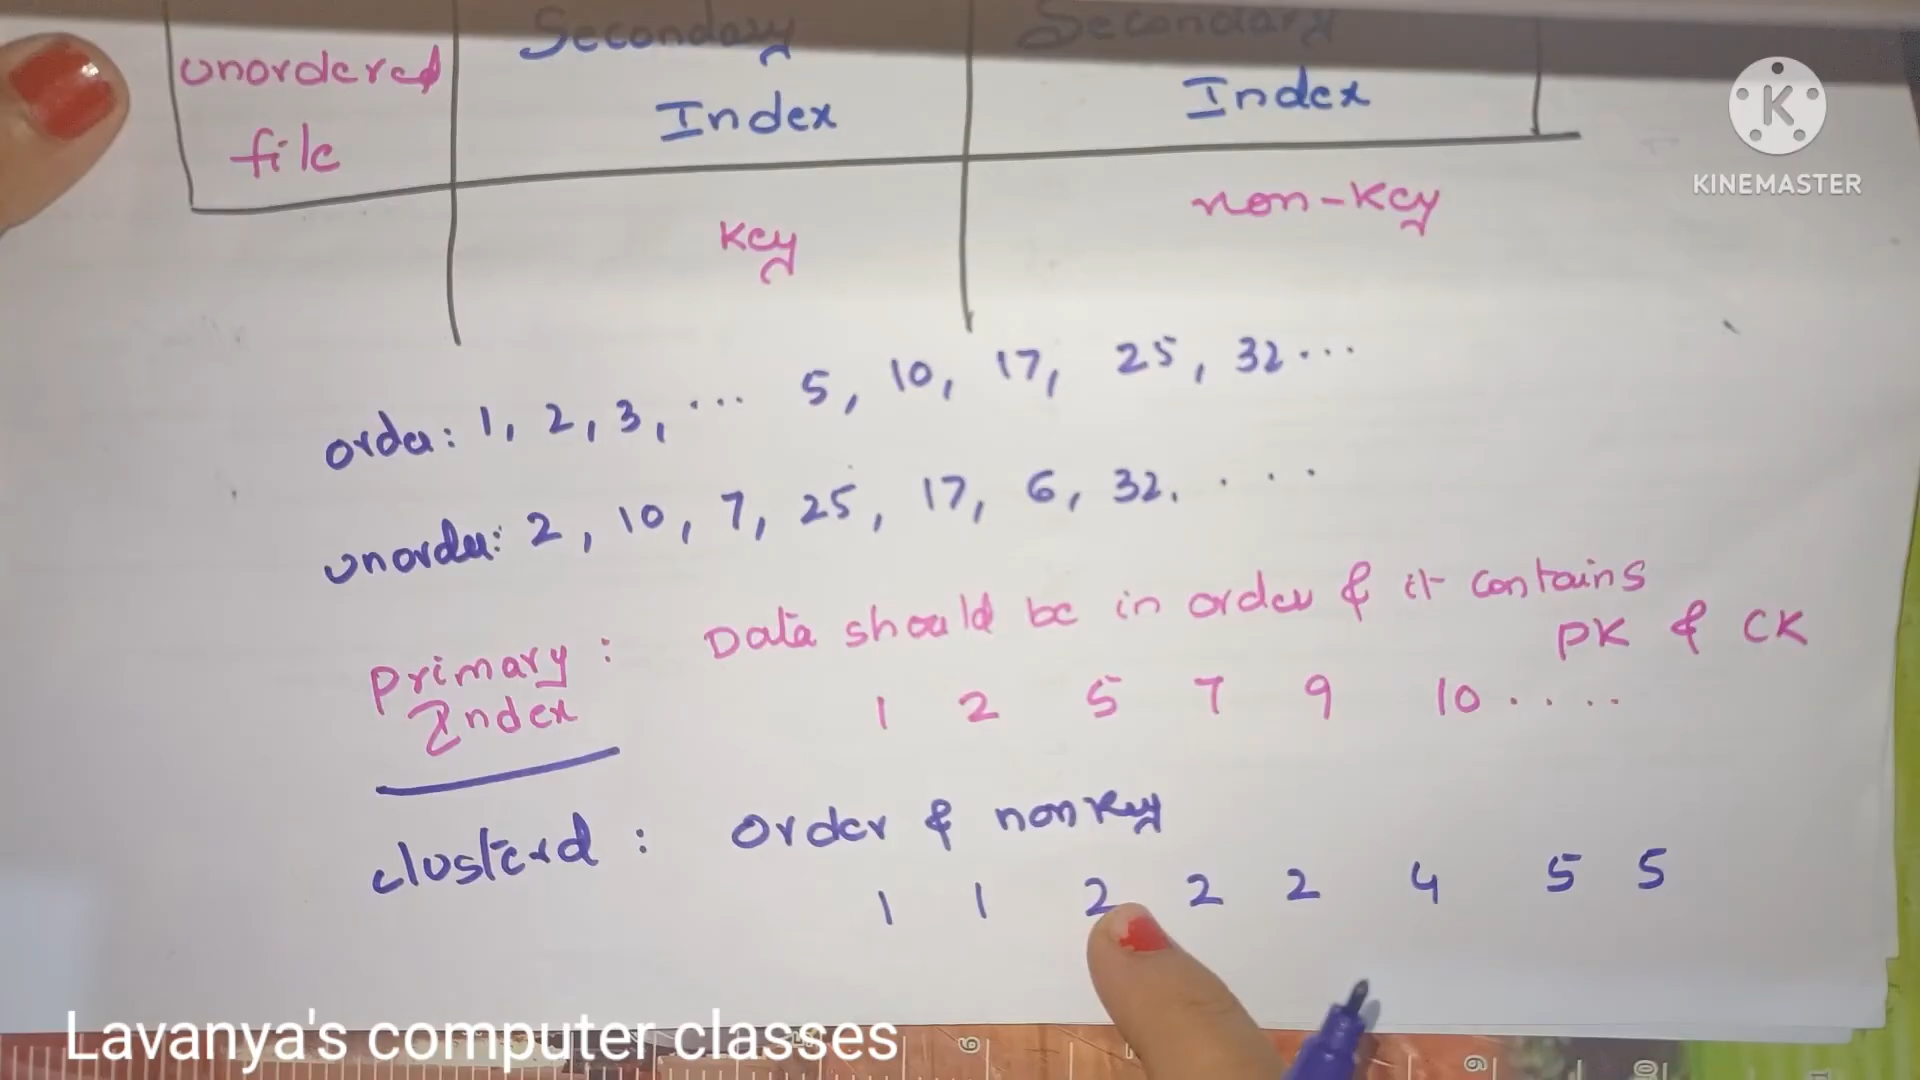 Secondary Secondary
unordered Index Index
file
Key non-Key
order: 1, 2, 3, ... 5, 10, 17, 25, 32...
unorder: 2, 10, 7, 25, 17, 6, 32. ...
Primary : Data should be in order & it contains
Index PK & CK
1 2 5 7 9 10 . . . .
clusterd : Order & nonkey
1 1 2 2 2 4 5 5
K
KINEMASTER
Lavanya's computer classes